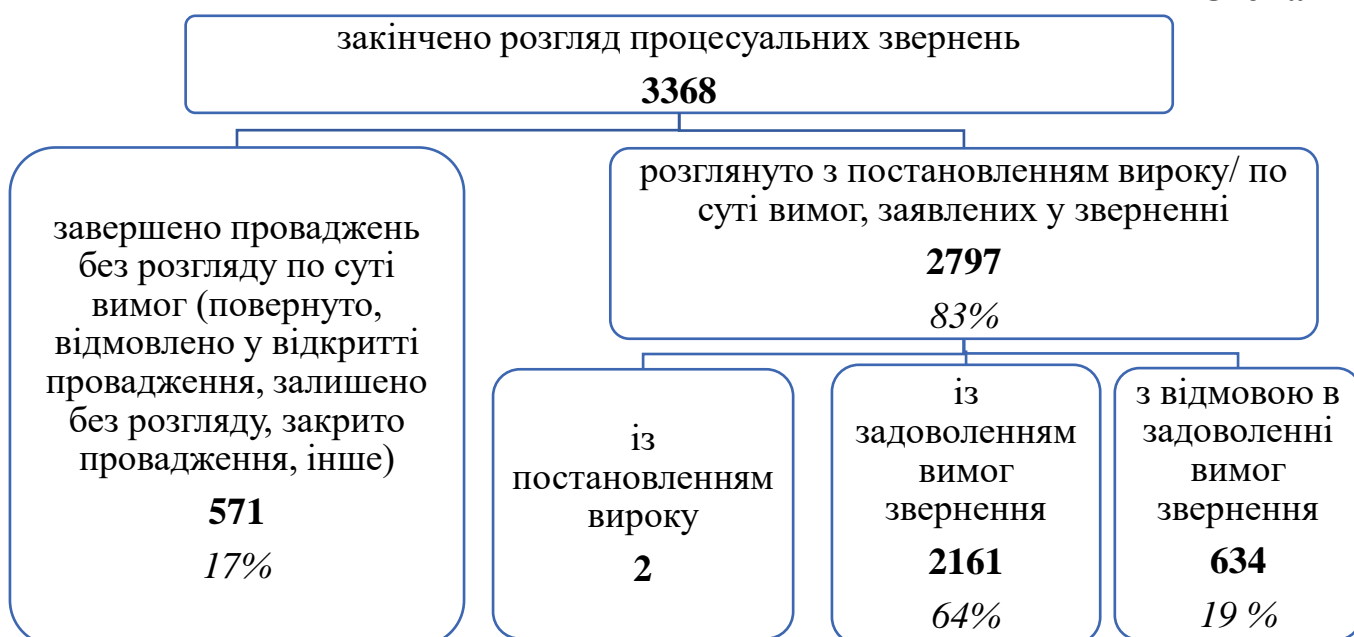 закінчено розгляд процесуальних звернень
3368
завершено проваджень
без розгляду по суті
вимог (повернуто,
відмовлено у відкритті
провадження, залишено
без розгляду, закрито
провадження, інше)
571
17%
розглянуто з постановленням вироку/ по
суті вимог, заявлених у зверненні
2797
83%
із
постановленням
вироку
2
із
задоволенням
вимог
звернення
2161
64%
з відмовою в
задоволенні
вимог
звернення
634
19 %